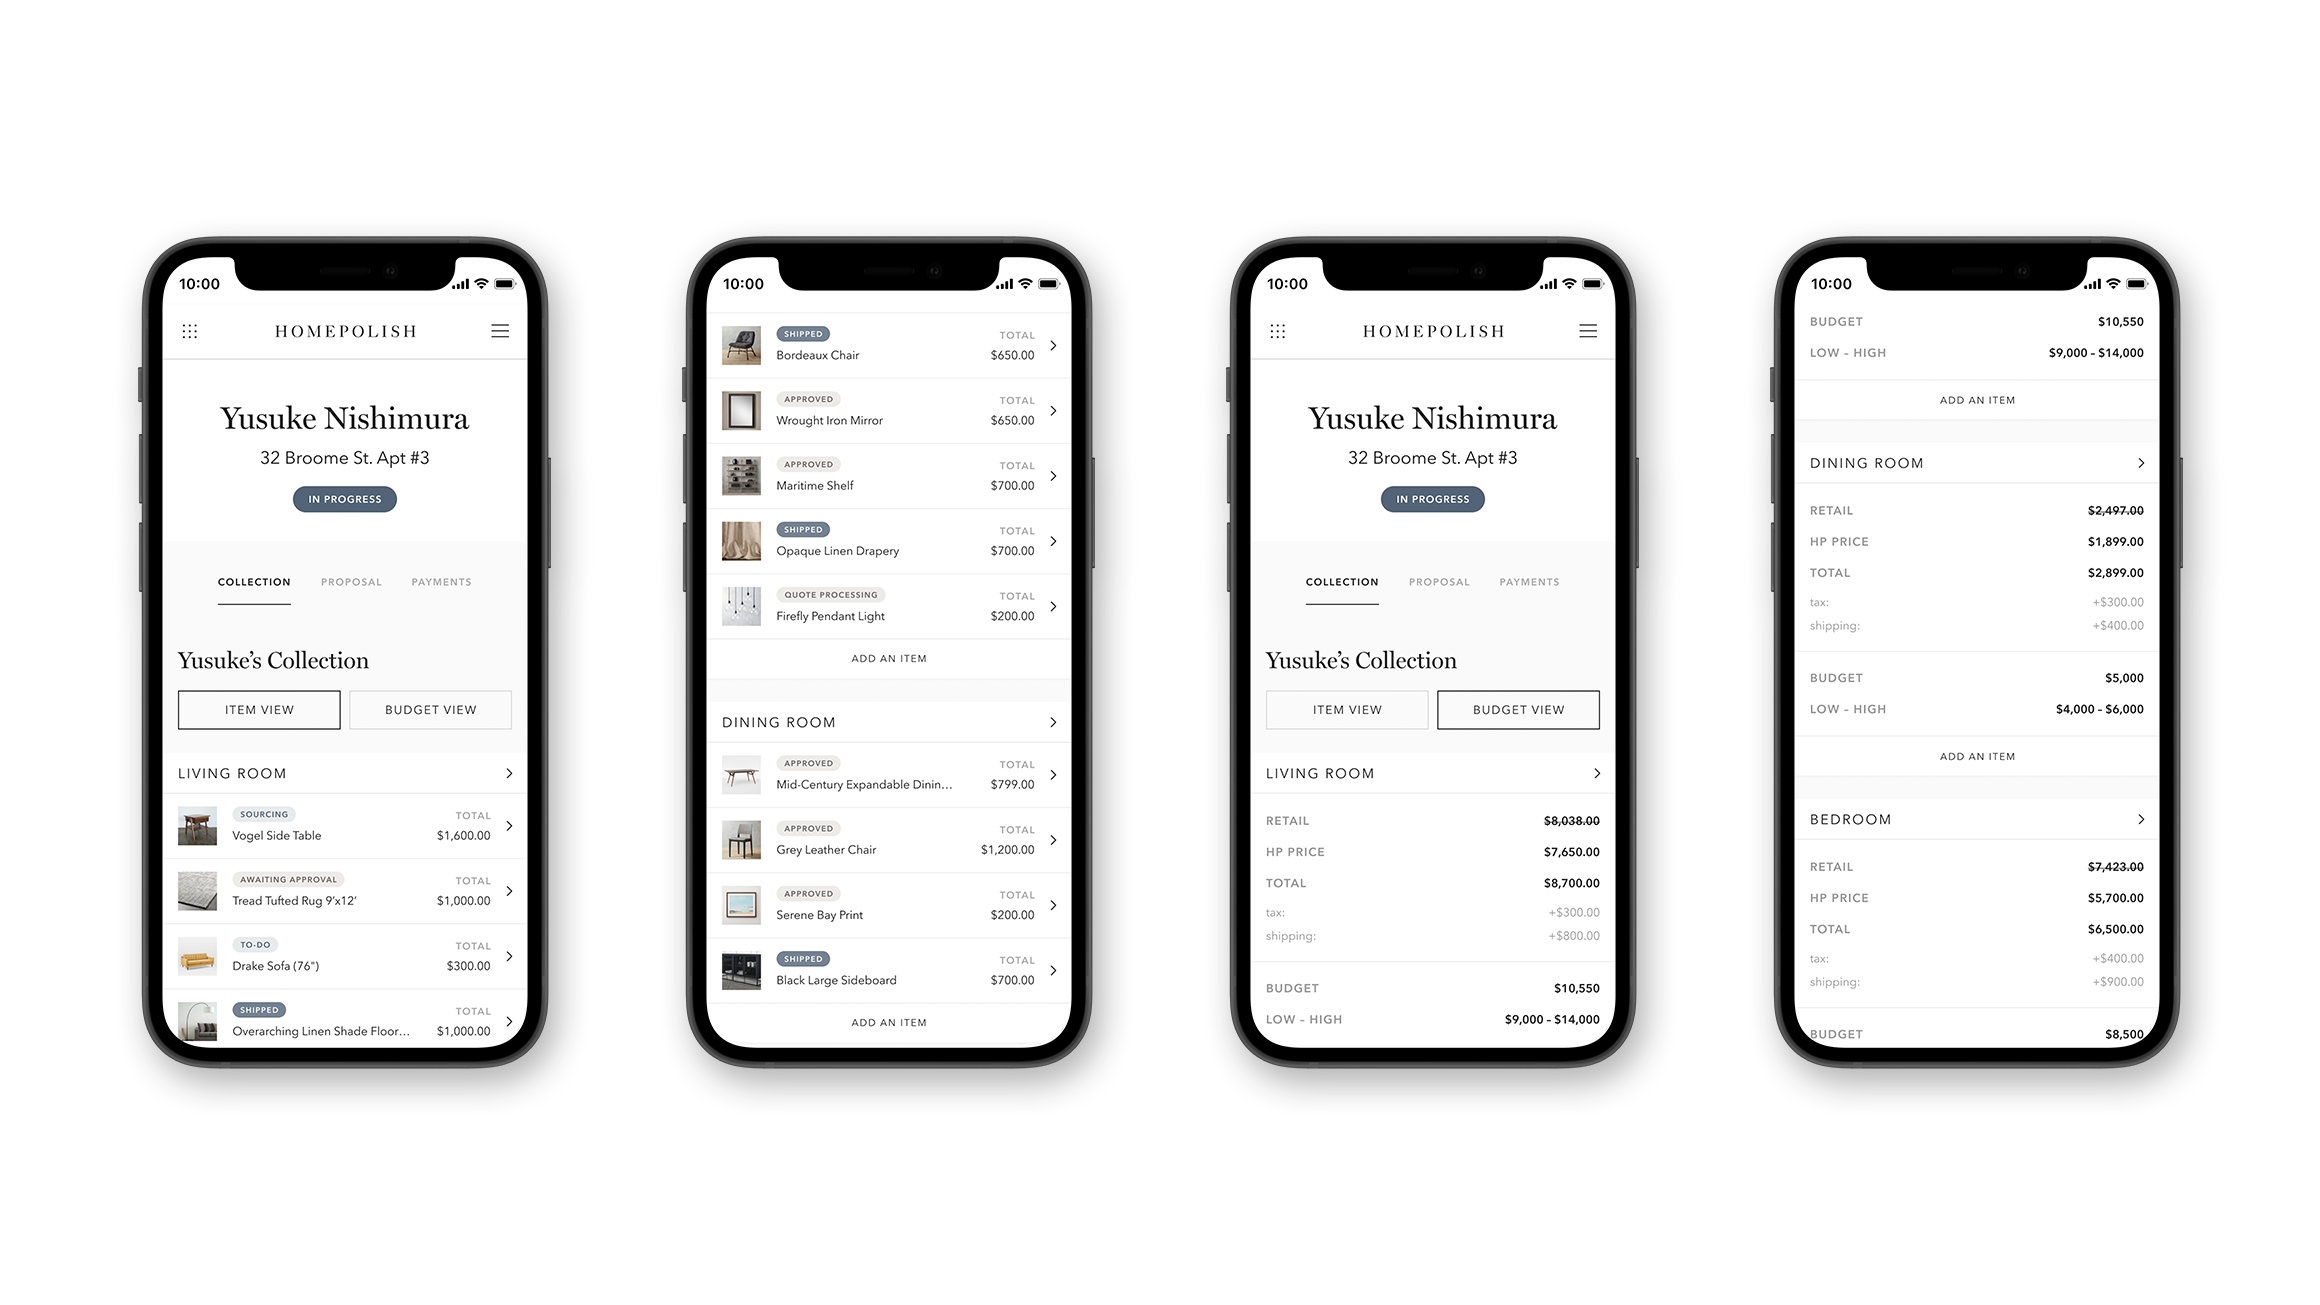 10:00
HOMEPOLISH
Yusuke Nishimura
32 Broome St. Apt #3
IN PROGRESS
COLLECTION PROPOSAL PAYMENTS
Yusuke’s Collection
ITEM VIEW BUDGET VIEW
LIVING ROOM
SOURCING TOTAL
Vogel Side Table $1,600.00
AWAITING APPROVAL TOTAL
Tread Tufted Rug 9’x12’ $1,000.00
TO-DO TOTAL
Drake Sofa (76") $300.00
SHIPPED TOTAL
Overarching Linen Shade Floor... $1,000.00
10:00
SHIPPED TOTAL
Bordeaux Chair $650.00
APPROVED TOTAL
Wrought Iron Mirror $650.00
APPROVED TOTAL
Maritime Shelf $700.00
SHIPPED TOTAL
Opaque Linen Drapery $700.00
QUOTE PROCESSING TOTAL
Firefly Pendant Light $200.00
ADD AN ITEM
DINING ROOM
APPROVED TOTAL
Mid-Century Expandable Dinin... $799.00
APPROVED TOTAL
Grey Leather Chair $1,200.00
APPROVED TOTAL
Serene Bay Print $200.00
SHIPPED TOTAL
Black Large Sideboard $700.00
ADD AN ITEM
10:00
HOMEPOLISH
Yusuke Nishimura
32 Broome St. Apt #3
IN PROGRESS
COLLECTION PROPOSAL PAYMENTS
Yusuke’s Collection
ITEM VIEW BUDGET VIEW
LIVING ROOM
RETAIL $8,038.00
HP PRICE $7,650.00
TOTAL $8,700.00
tax: +$300.00
shipping: +$800.00
BUDGET $10,550
LOW - HIGH $9,000 - $14,000
10:00
BUDGET $10,550
LOW - HIGH $9,000 - $14,000
ADD AN ITEM
DINING ROOM
RETAIL $2,497.00
HP PRICE $1,899.00
TOTAL $2,899.00
tax: +$300.00
shipping: +$400.00
BUDGET $5,000
LOW - HIGH $4,000 - $6,000
ADD AN ITEM
BEDROOM
RETAIL $7,423.00
HP PRICE $5,700.00
TOTAL $6,500.00
tax: +$400.00
shipping: +$900.00
BUDGET $8,500